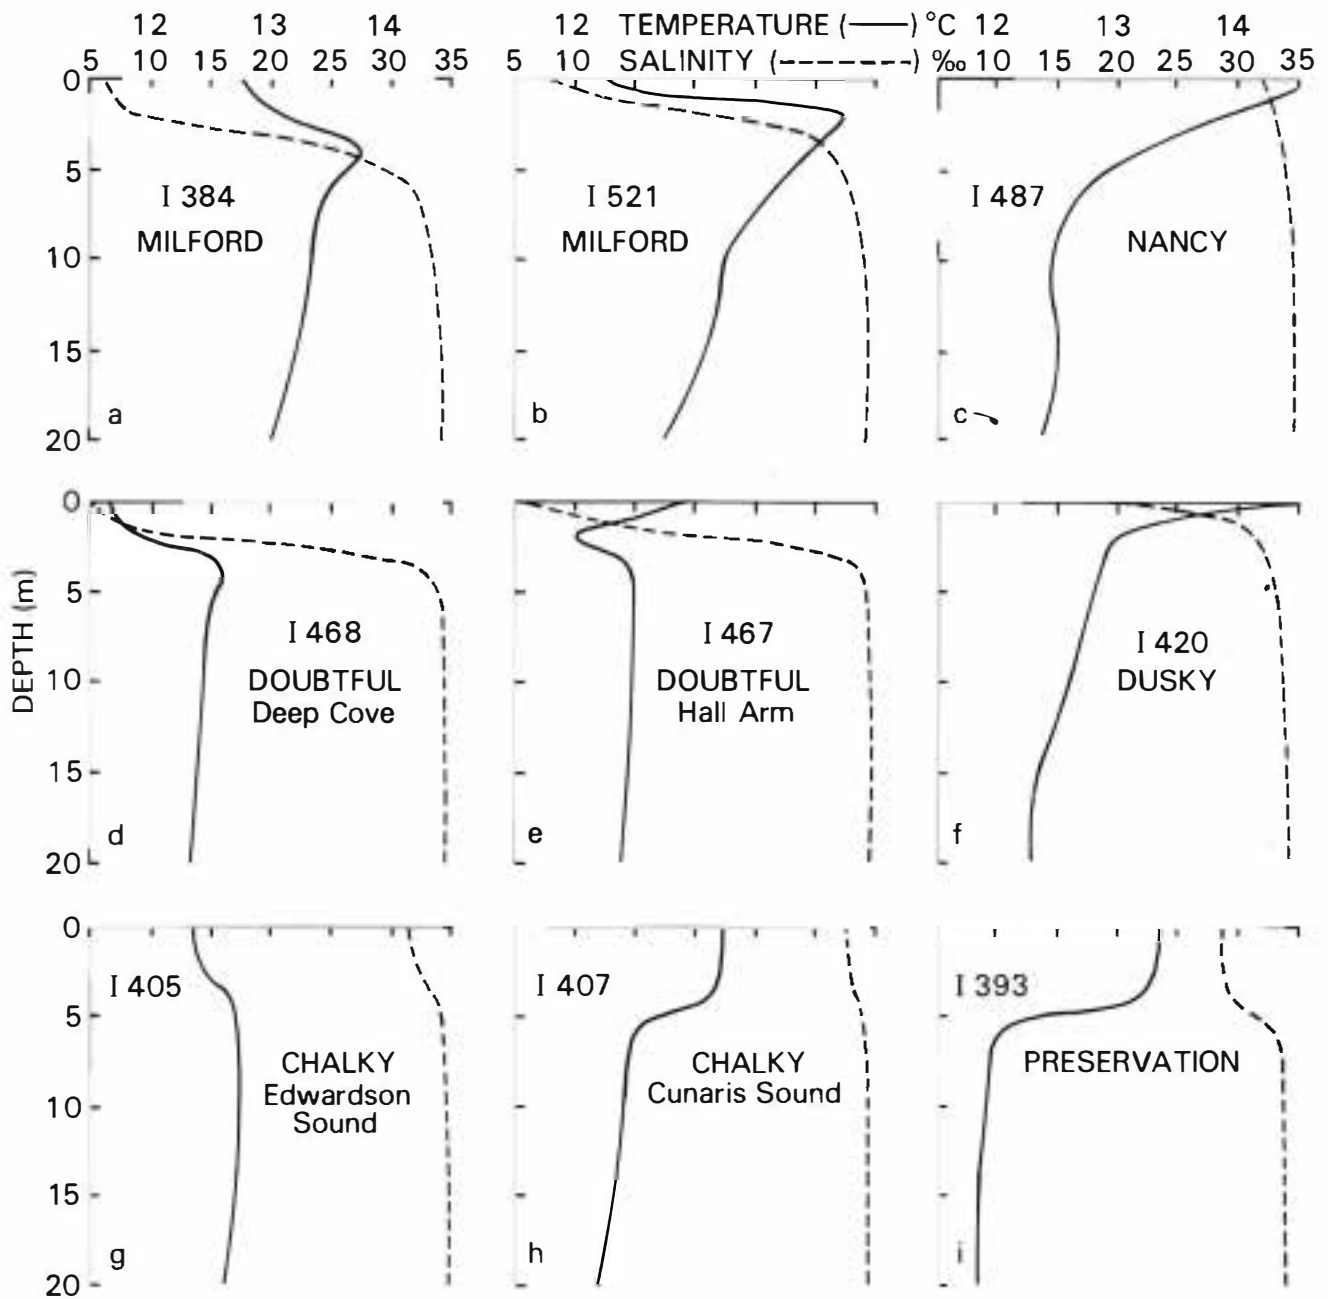 12 13 14 12 TEMPERATURE (——) °C 12 13 14
5 10 15 20 25 30 35 5 10 SALINITY (--------) ‰ 10 15 20 25 30 35
0
5
10
15
20
I 384
MILFORD
a
I 521
MILFORD
b
I 487
NANCY
c
DEPTH (m)
0
5
10
15
20
I 468
DOUBTFUL
Deep Cove
d
I 467
DOUBTFUL
Hall Arm
e
I 420
DUSKY
f
0
5
10
15
20
I 405
CHALKY
Edwardson
Sound
g
I 407
CHALKY
Cunaris Sound
h
I 393
PRESERVATION
i